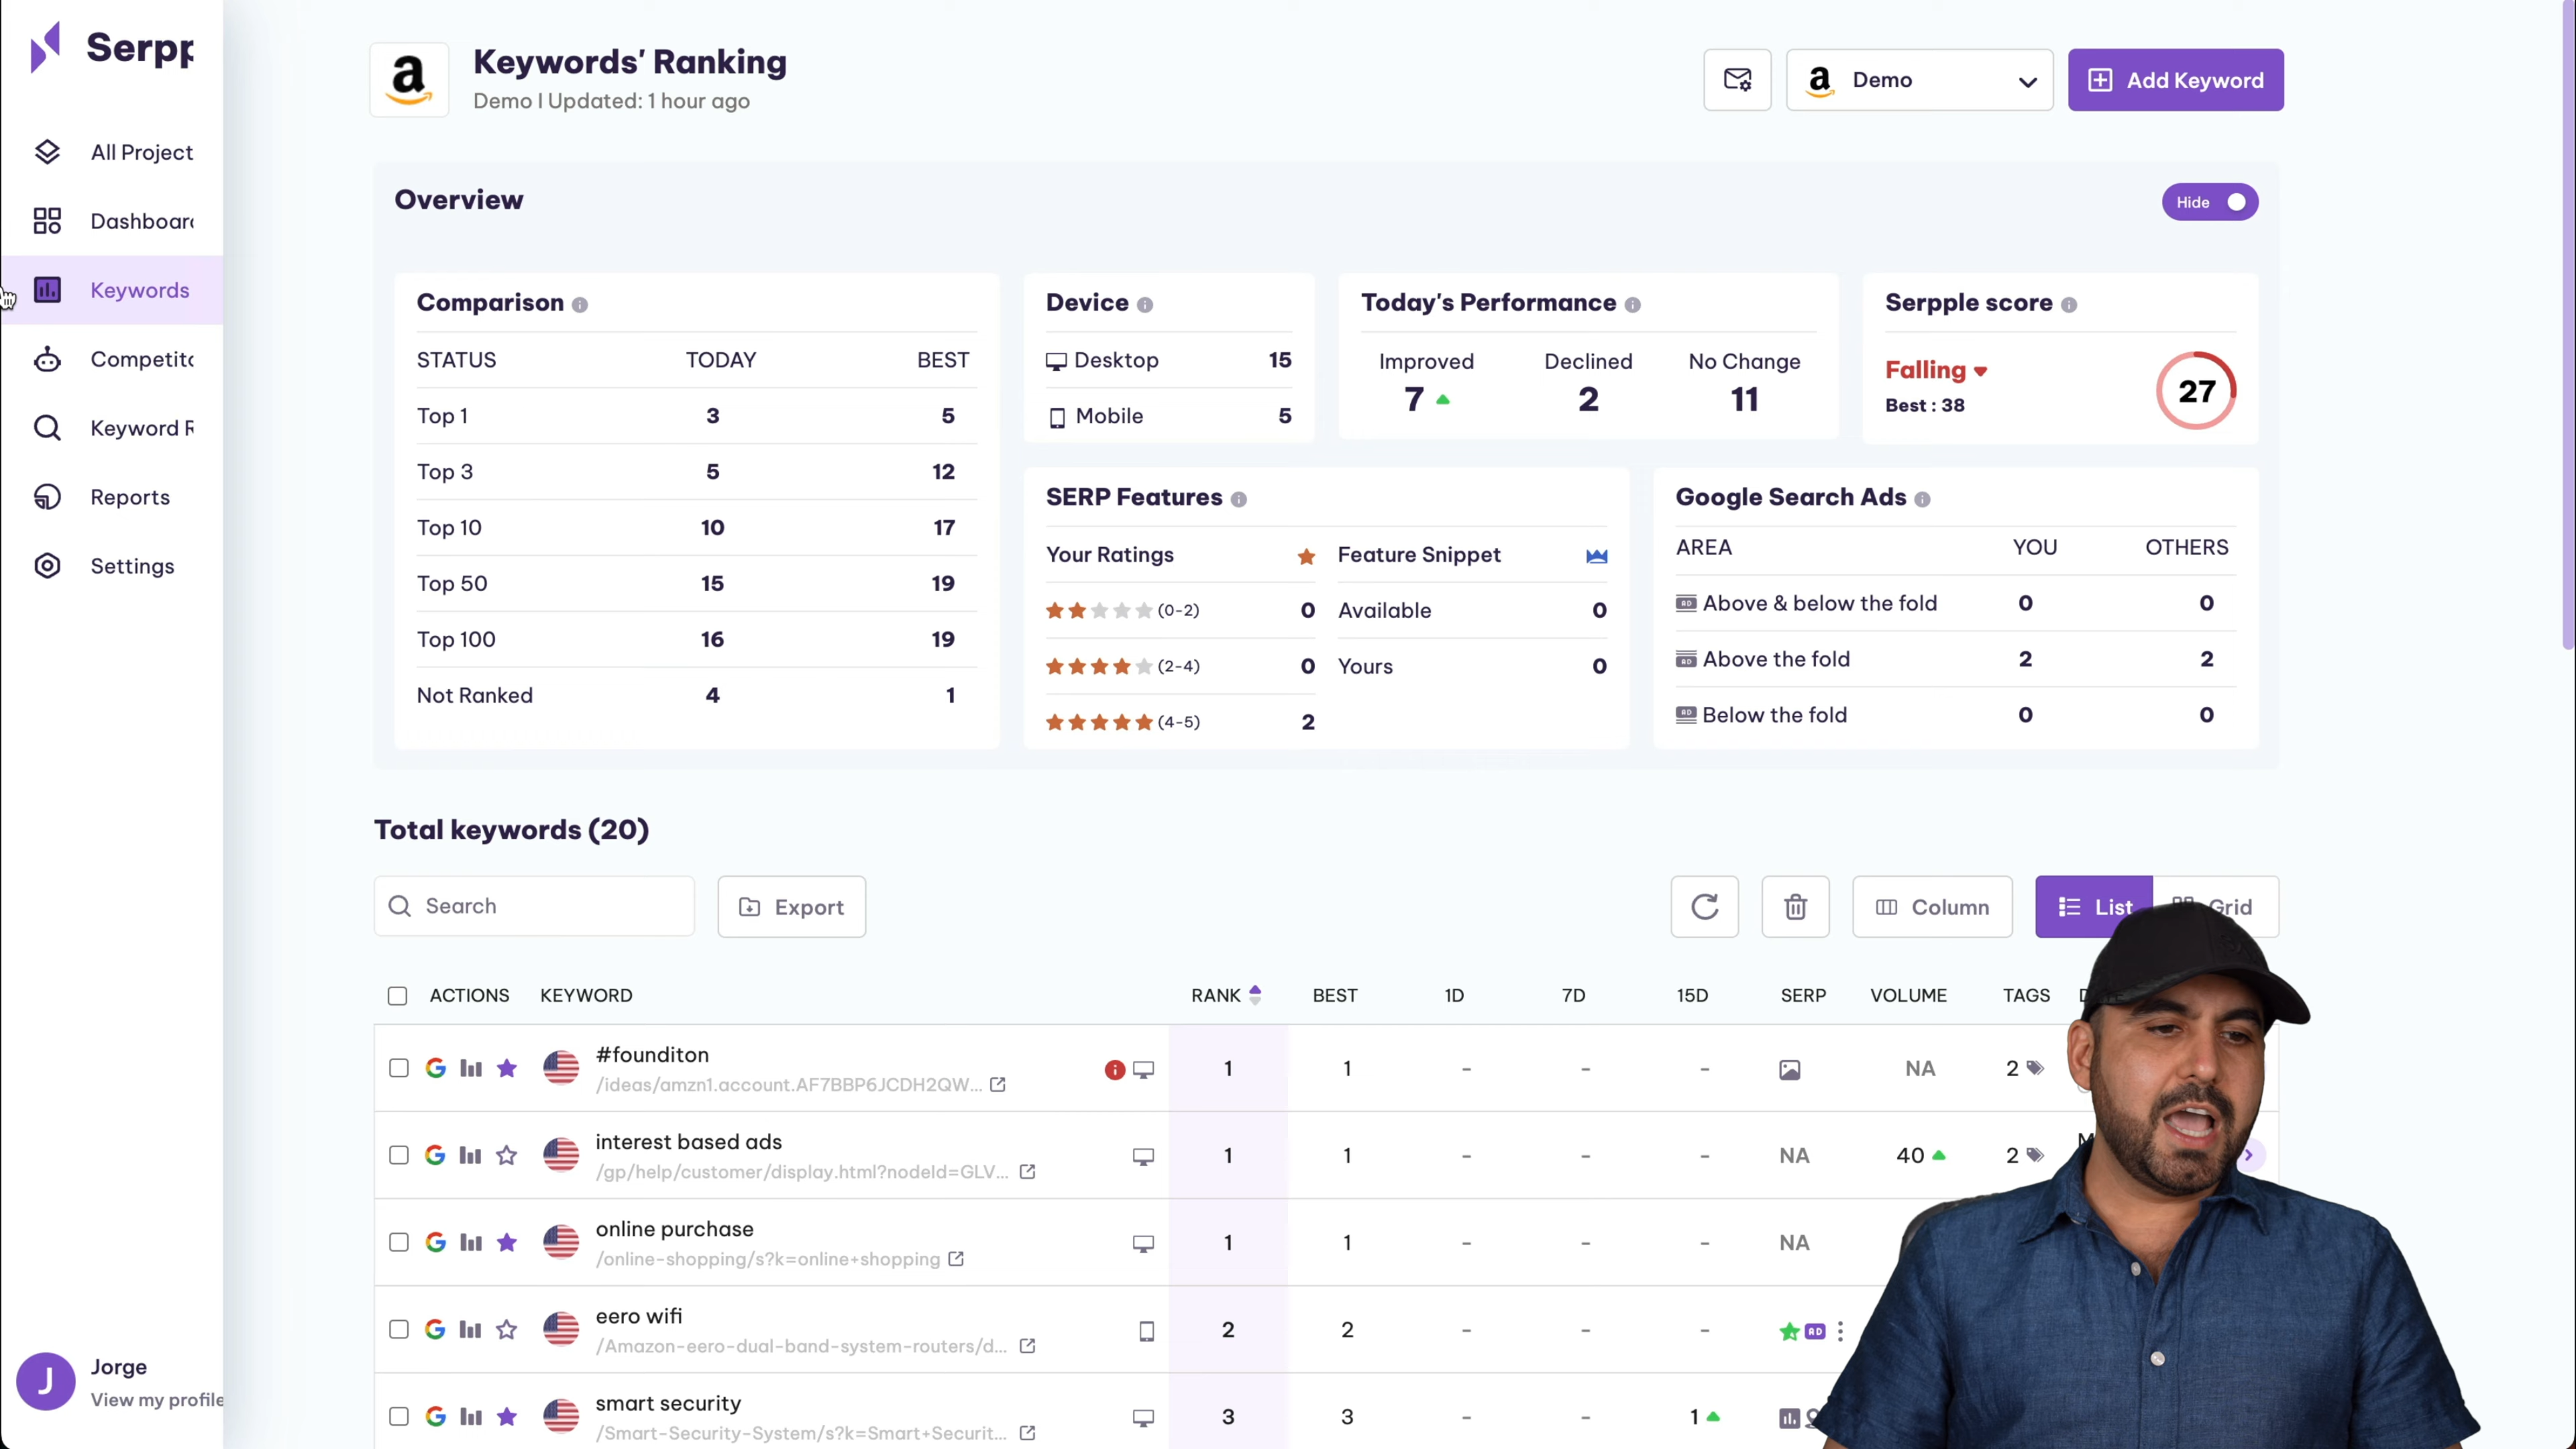 Serpp
All Project
Dashboard
Keywords
Competitc
Keyword R
Reports
Settings
Jorge
View my profile
Keywords' Ranking
Demo | Updated: 1 hour ago
Demo
Add Keyword
Overview
Hide
Comparison
STATUS TODAY BEST
Top 1 3 5
Top 3 5 12
Top 10 10 17
Top 50 15 19
Top 100 16 19
Not Ranked 4 1
Device
Desktop 15
Mobile 5
Today's Performance
Improved Declined No Change
7 2 11
Serpple score
Falling
Best : 38
27
SERP Features
Your Ratings Feature Snippet
(0-2) 0 Available 0
(2-4) 0 Yours 0
(4-5) 2
Google Search Ads
AREA YOU OTHERS
AD Above & below the fold 0 0
AD Above the fold 2 2
AD Below the fold 0 0
Total keywords (20)
Search
Export
Column
List
Grid
ACTIONS KEYWORD RANK BEST 1D 7D 15D SERP VOLUME TAGS
#founditon
/ideas/amzn1.account.AF7BBP6JCDH2QW...
1 1 - - - NA 2
interest based ads
/gp/help/customer/display.html?nodeId=GLV...
1 1 - - - NA 40 2
online purchase
/online-shopping/s?k=online+shopping
1 1 - - - NA
eero wifi
/Amazon-eero-dual-band-system-routers/d...
2 2 - - - AD
smart security
/Smart-Security-System/s?k=Smart+Securit...
3 3 - - 1